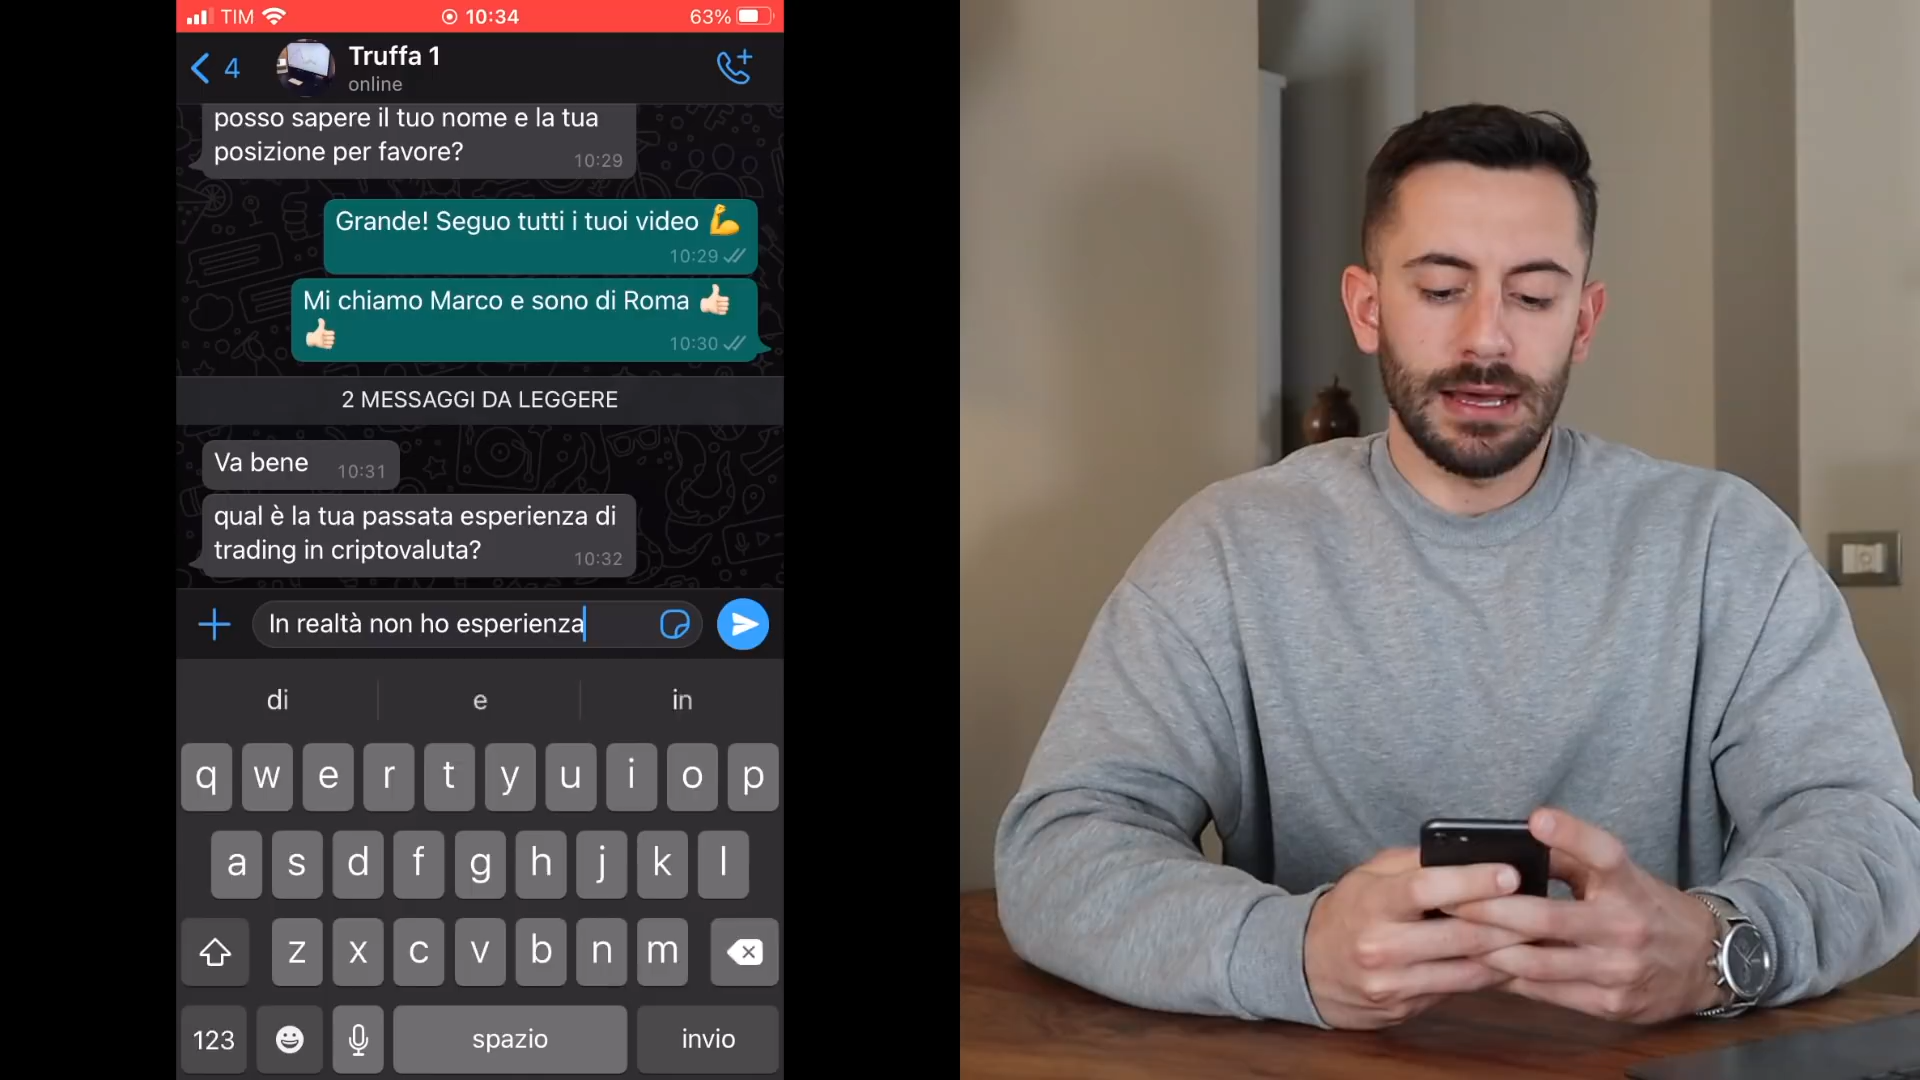 TIM 10:34 63%
4 Truffa 1
online
posso sapere il tuo nome e la tua
posizione per favore?
10:29
Grande! Seguo tutti i tuoi video 💪
10:29
Mi chiamo Marco e sono di Roma 👍🏻
👍🏻
10:30
2 MESSAGGI DA LEGGERE
Va bene 10:31
qual è la tua passata esperienza di
trading in criptovaluta?
10:32
In realtà non ho esperienza
di e in
q w e r t y u i o p
a s d f g h j k l
z x c v b n m
123 spazio invio